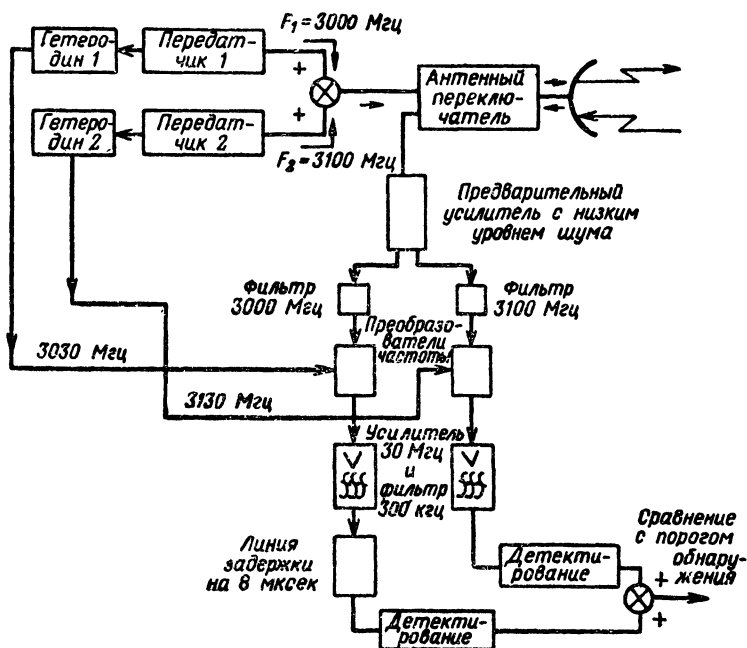 F₁=3000 Мгц
Гетеро-
дин 1
Передат-
чик 1
+
Антенный
переклю-
чатель
+
Гетеро-
дин 2
Передат-
чик 2
F₂=3100 Мгц
Предварительный
усилитель с низким
уровнем шума
Фильтр
3000 Мгц
Фильтр
3100 Мгц
Преобразо-
ватели
частоты
3030 Мгц
3130 Мгц
Усилитель
30 Мгц
и
фильтр
300 кгц
Линия
задержки
на 8 мксек
Детекти-
рование
Сравнение
с порогом
обнару-
жения
+
+
Детекти-
рование